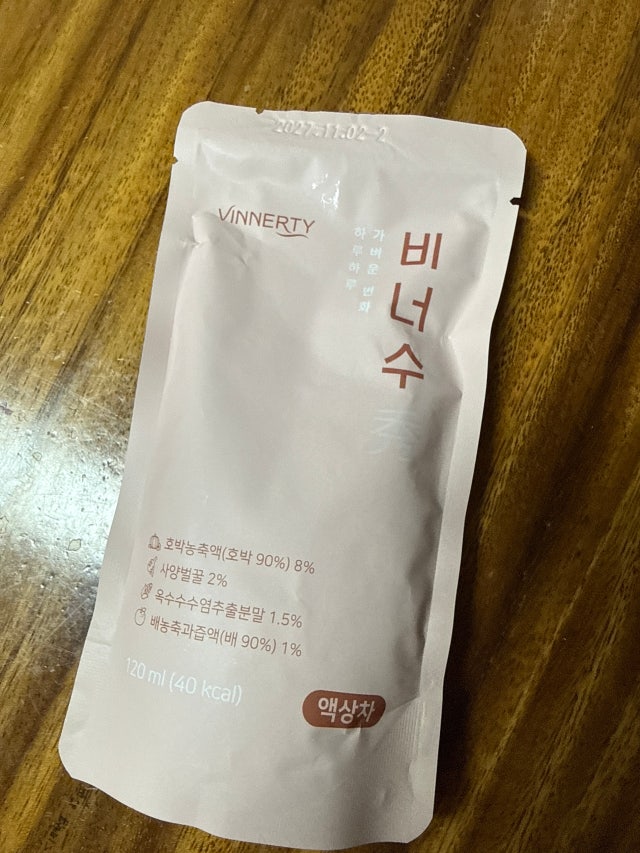 2027.11.02 2
VINNERTY
가벼운 변화
하루하루
비너수
秀
호박농축액(호박 90%) 8%
사양벌꿀 2%
옥수수수염추출분말 1.5%
배농축과즙액(배 90%) 1%
120 ml (40 kcal)
액상차